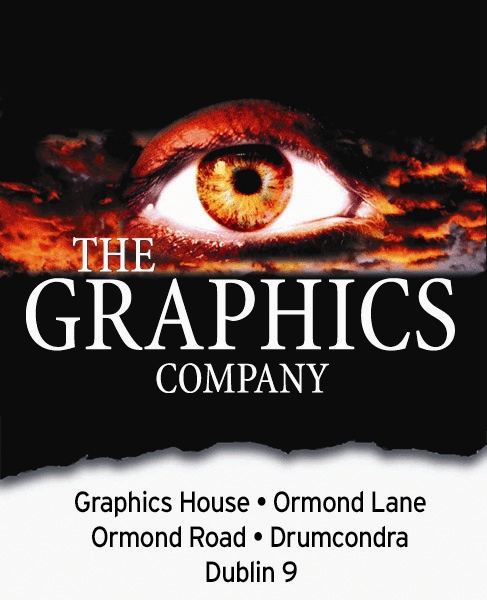 THE
GRAPHICS
COMPANY
Graphics House • Ormond Lane
Ormond Road • Drumcondra
Dublin 9